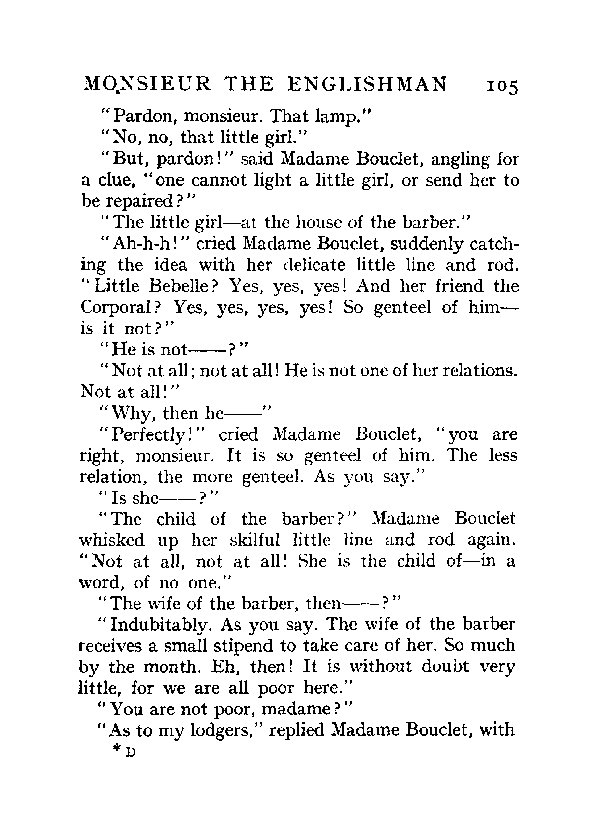 MONSIEUR THE ENGLISHMAN 105
"Pardon, monsieur. That lamp."
"No, no, that little girl."
"But, pardon!" said Madame Bouclet, angling for
a clue, "one cannot light a little girl, or send her to
be repaired?"
"The little girl—at the house of the barber."
"Ah-h-h!" cried Madame Bouclet, suddenly catch-
ing the idea with her delicate little line and rod.
"Little Bebelle? Yes, yes, yes! And her friend the
Corporal? Yes, yes, yes, yes! So genteel of him—
is it not?"
"He is not——?"
"Not at all; not at all! He is not one of her relations.
Not at all!"
"Why, then he——"
"Perfectly!" cried Madame Bouclet, "you are
right, monsieur. It is so genteel of him. The less
relation, the more genteel. As you say."
"Is she——?"
"The child of the barber?" Madame Bouclet
whisked up her skilful little line and rod again.
"Not at all, not at all! She is the child of—in a
word, of no one."
"The wife of the barber, then——?"
"Indubitably. As you say. The wife of the barber
receives a small stipend to take care of her. So much
by the month. Eh, then! It is without doubt very
little, for we are all poor here."
"You are not poor, madame?"
"As to my lodgers," replied Madame Bouclet, with
* D